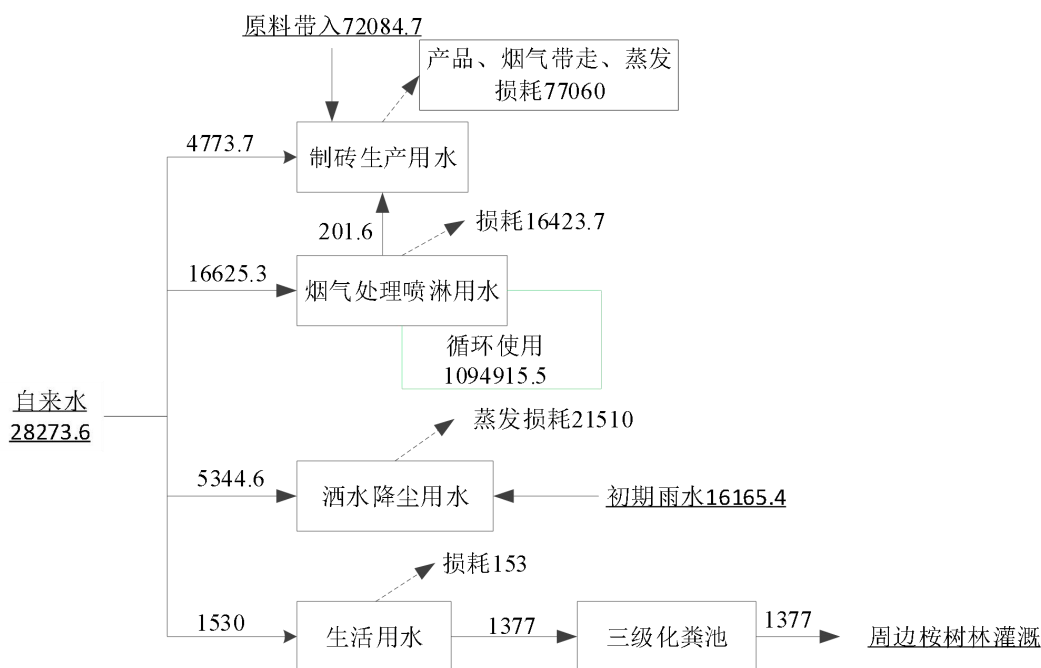 原料带入72084.7
产品、烟气带走、蒸发
损耗77060
4773.7
制砖生产用水
201.6
损耗16423.7
16625.3
烟气处理喷淋用水
循环使用
1094915.5
自来水
28273.6
蒸发损耗21510
5344.6
洒水降尘用水
初期雨水16165.4
损耗153
1530
生活用水
1377
三级化粪池
1377
周边桉树林灌溉